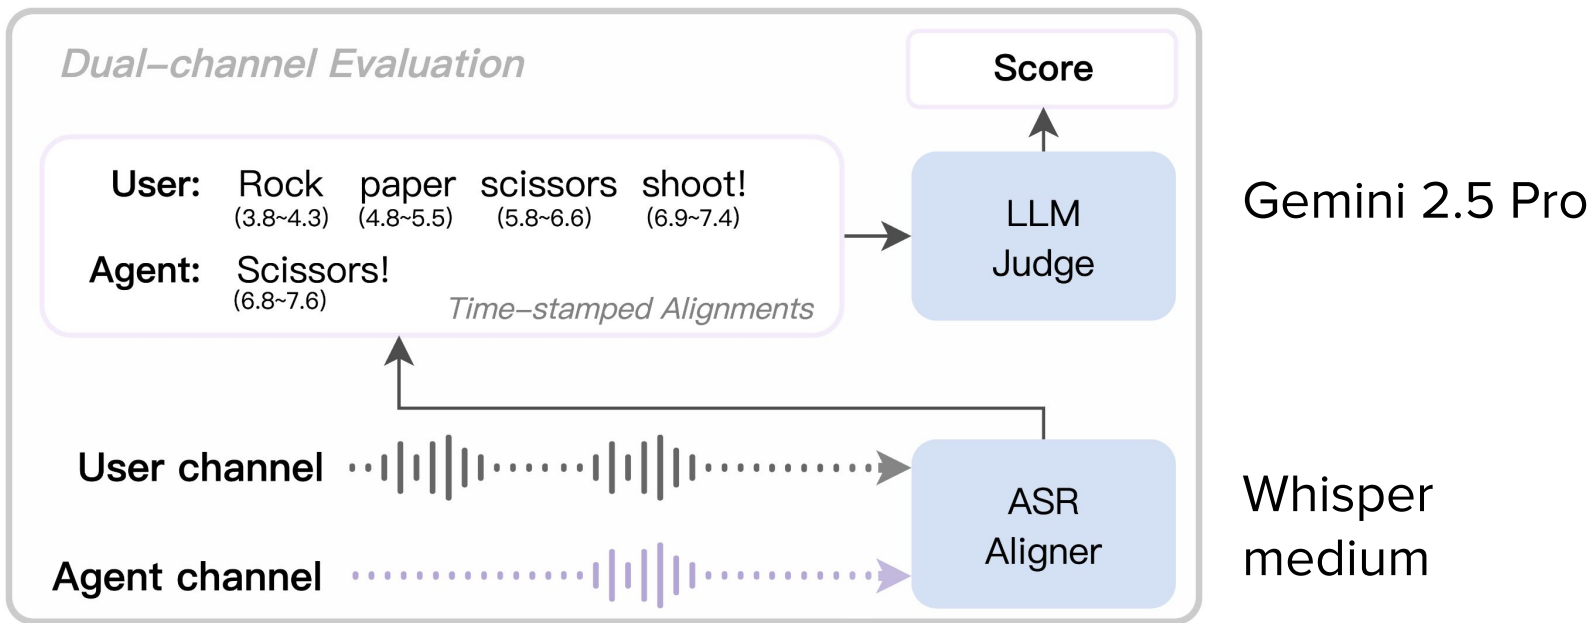 Dual-channel Evaluation
Score
User: Rock paper scissors shoot!
(3.8~4.3) (4.8~5.5) (5.8~6.6) (6.9~7.4)
Agent: Scissors!
(6.8~7.6)
Time-stamped Alignments
LLM
Judge
Gemini 2.5 Pro
User channel
Agent channel
ASR
Aligner
Whisper
medium